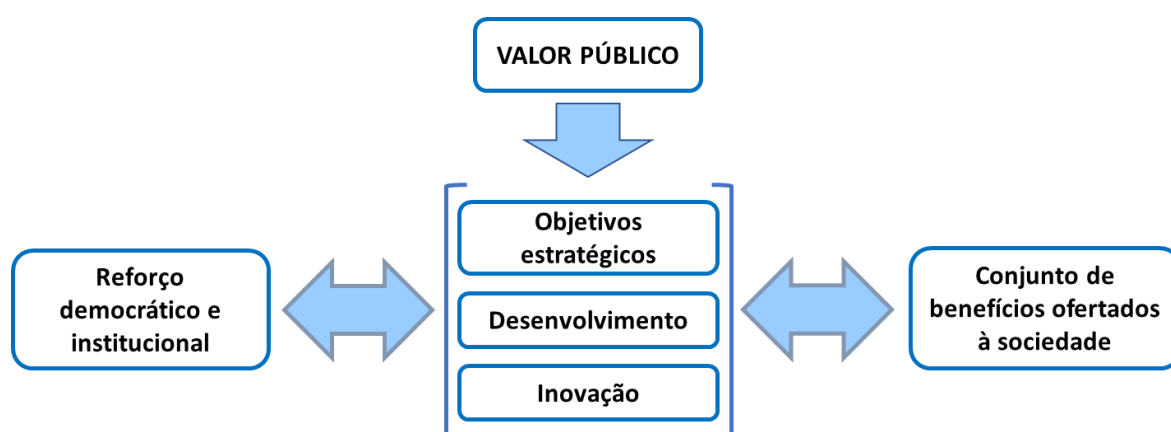 VALOR PÚBLICO
Objetivos
estratégicos
Desenvolvimento
Inovação
Reforço
democrático e
institucional
Conjunto de
benefícios ofertados
à sociedade